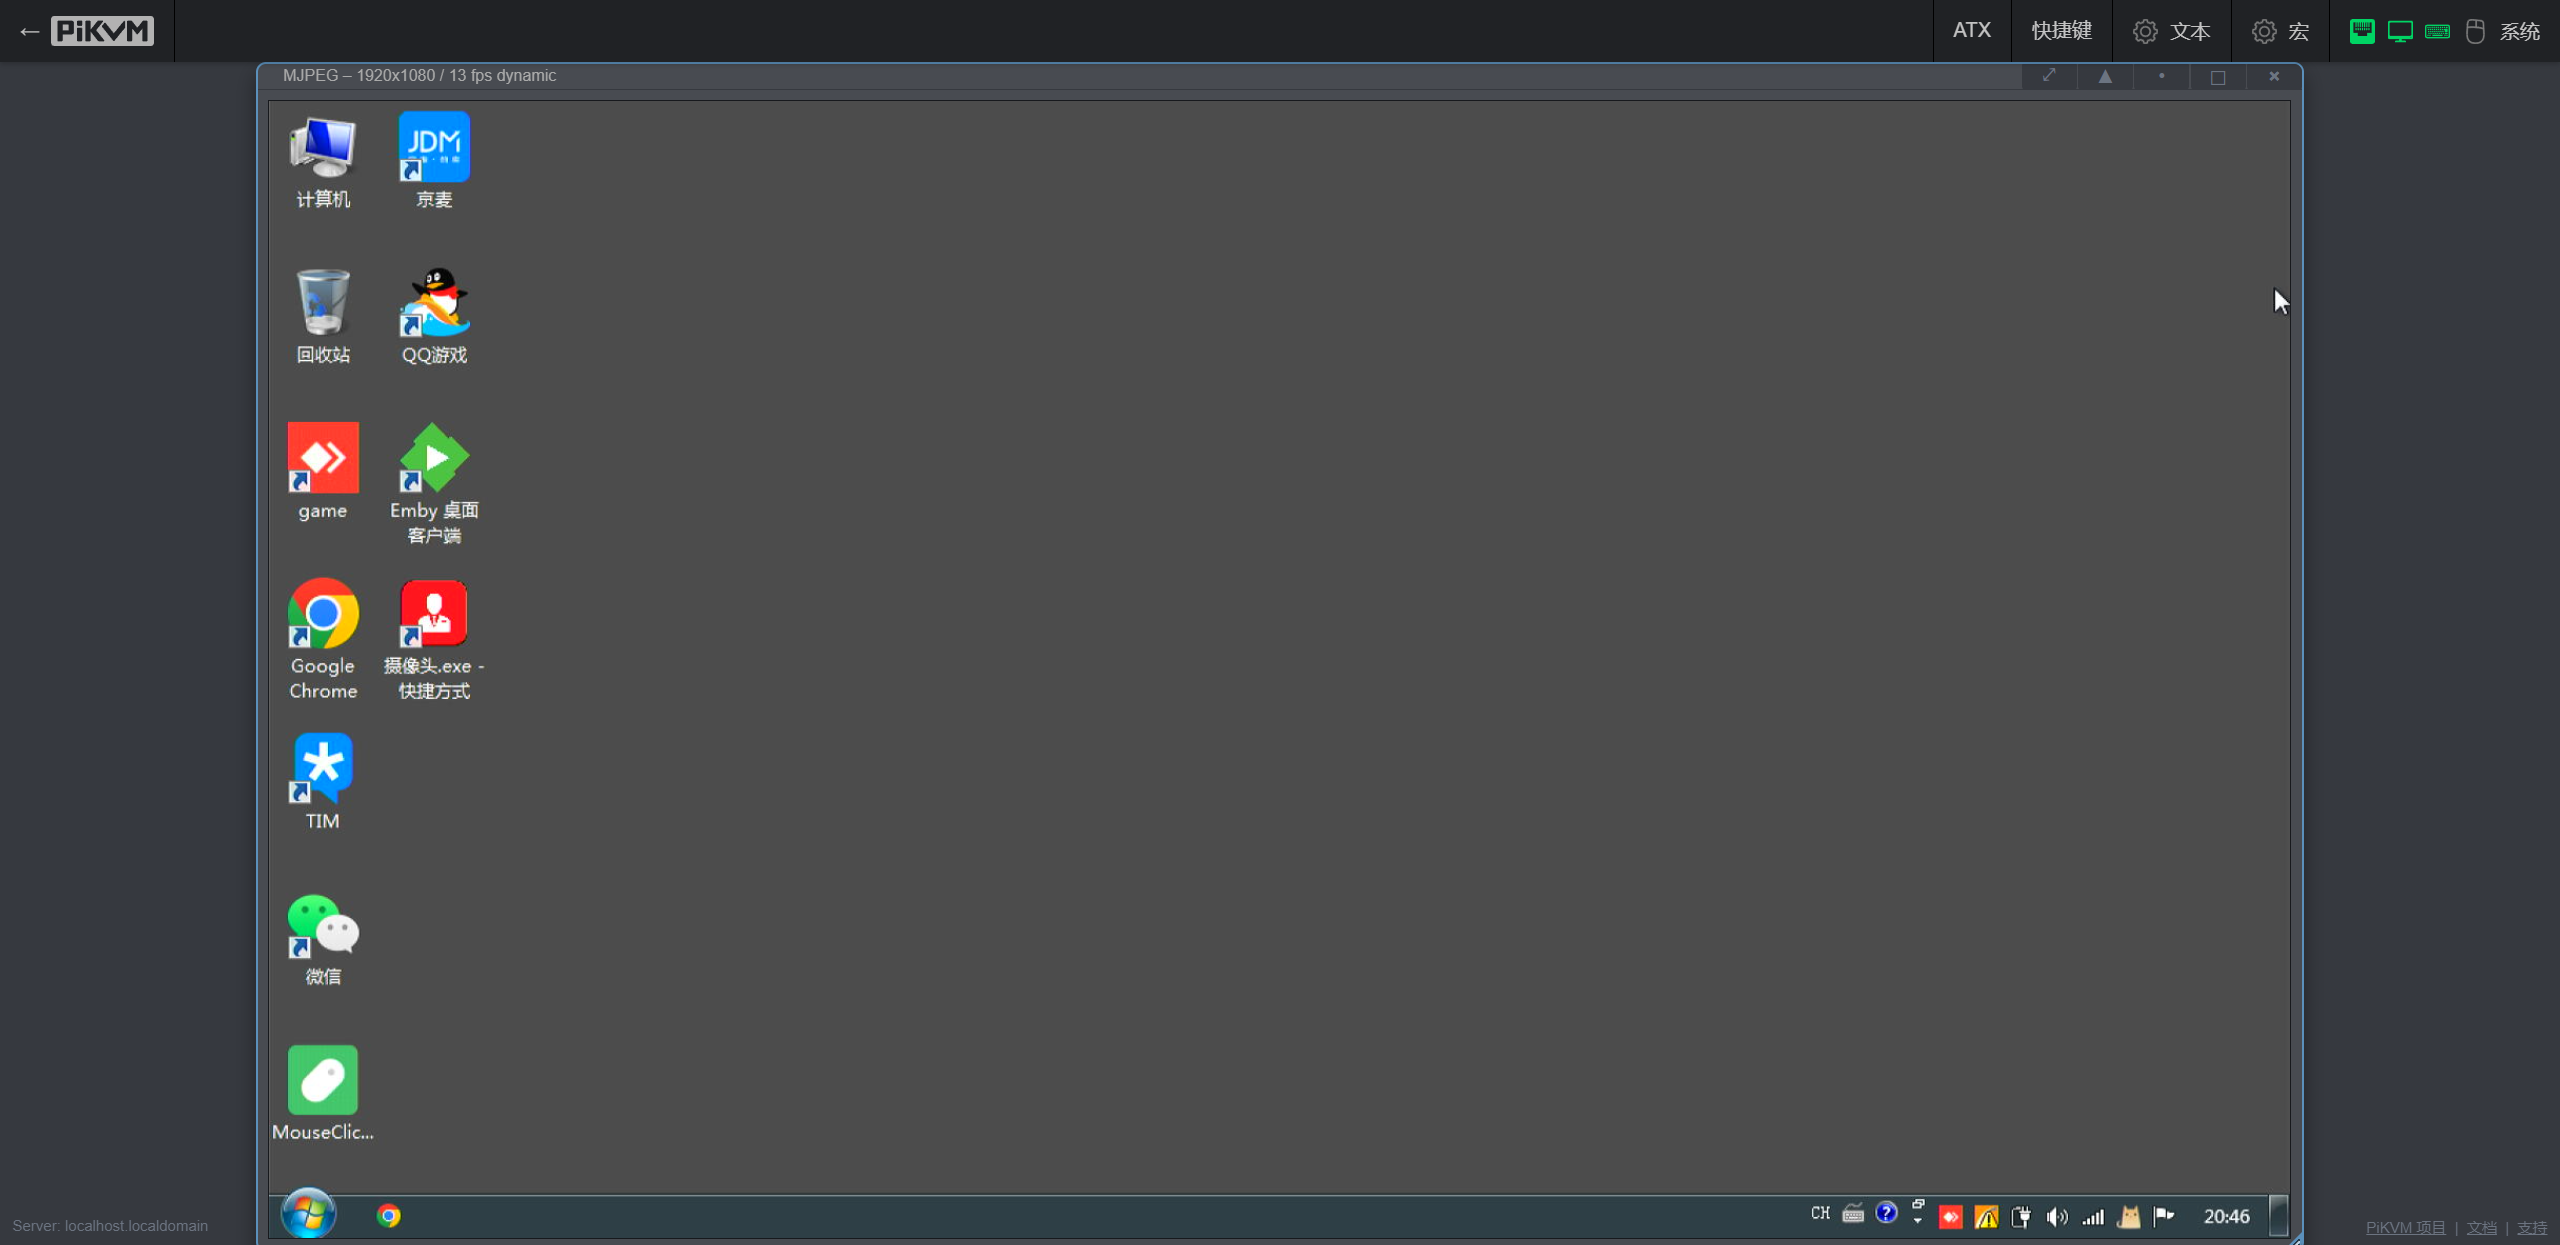 ← PiKVM
ATX
快捷键
文本
宏
系统
MJPEG – 1920x1080 / 13 fps dynamic
计算机
JDM
京麦
回收站
QQ游戏
game
Emby 桌面
客户端
Google
Chrome
摄像头.exe -
快捷方式
TIM
微信
MouseClic...
CH
20:46
Server: localhost.localdomain
PiKVM 项目 | 文档 | 支持